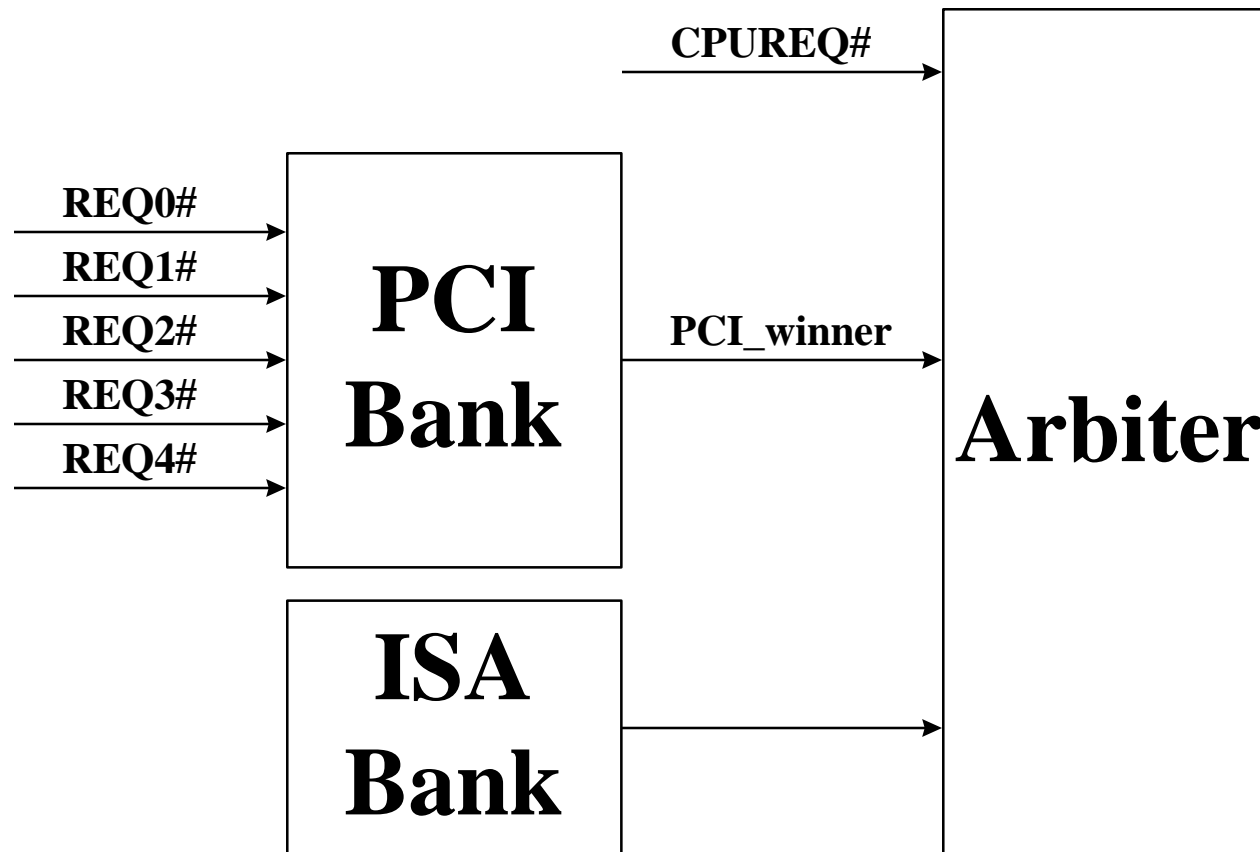 CPUREQ#
REQ0#
REQ1#
REQ2#
REQ3#
REQ4#
PCI
Bank
PCI_winner
Arbiter
ISA
Bank